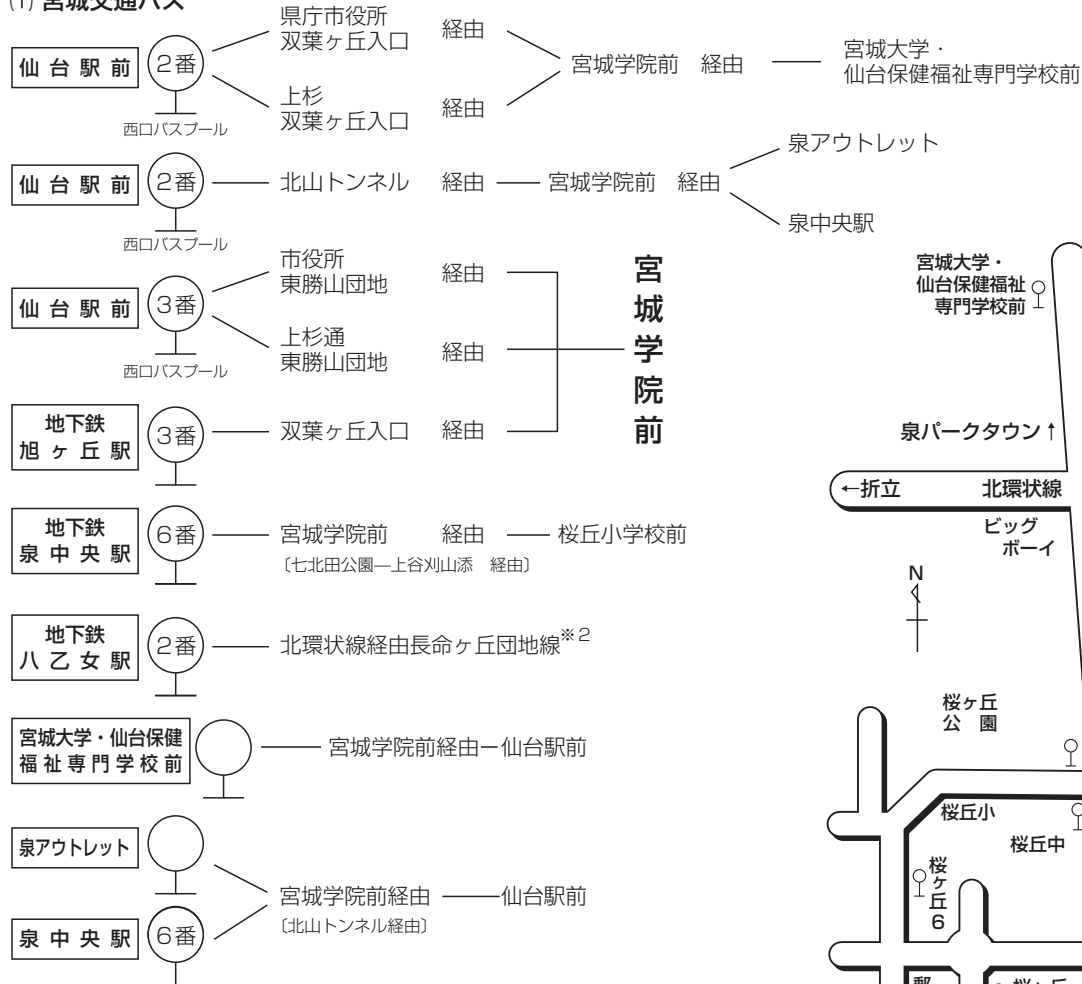 (1) 宮城交通バス
仙台駅前
2番
西口バスプール
県庁市役所
双葉ヶ丘入口
経由
上杉
双葉ヶ丘入口
経由
宮城学院前 経由
宮城大学・
仙台保健福祉専門学校前
仙台駅前
2番
西口バスプール
北山トンネル 経由
宮城学院前 経由
泉アウトレット
泉中央駅
仙台駅前
3番
西口バスプール
市役所
東勝山団地
経由
上杉通
東勝山団地
経由
地下鉄
旭ヶ丘駅
3番
双葉ヶ丘入口 経由
宮城学院前
地下鉄
泉中央駅
6番
宮城学院前 経由
桜丘小学校前
〔七北田公園―上谷刈山添 経由〕
地下鉄
八乙女駅
2番
北環状線経由長命ヶ丘団地線※2
宮城大学・仙台保健
福祉専門学校前
宮城学院前経由−仙台駅前
泉アウトレット
泉中央駅
6番
宮城学院前経由
仙台駅前
〔北山トンネル経由〕
宮城大学・
仙台保健福祉
専門学校前
泉パークタウン↑
←折立
北環状線
ビッグ
ボーイ
N
桜ヶ丘
公園
桜丘小
桜丘中
桜ヶ丘6
桜ヶ丘